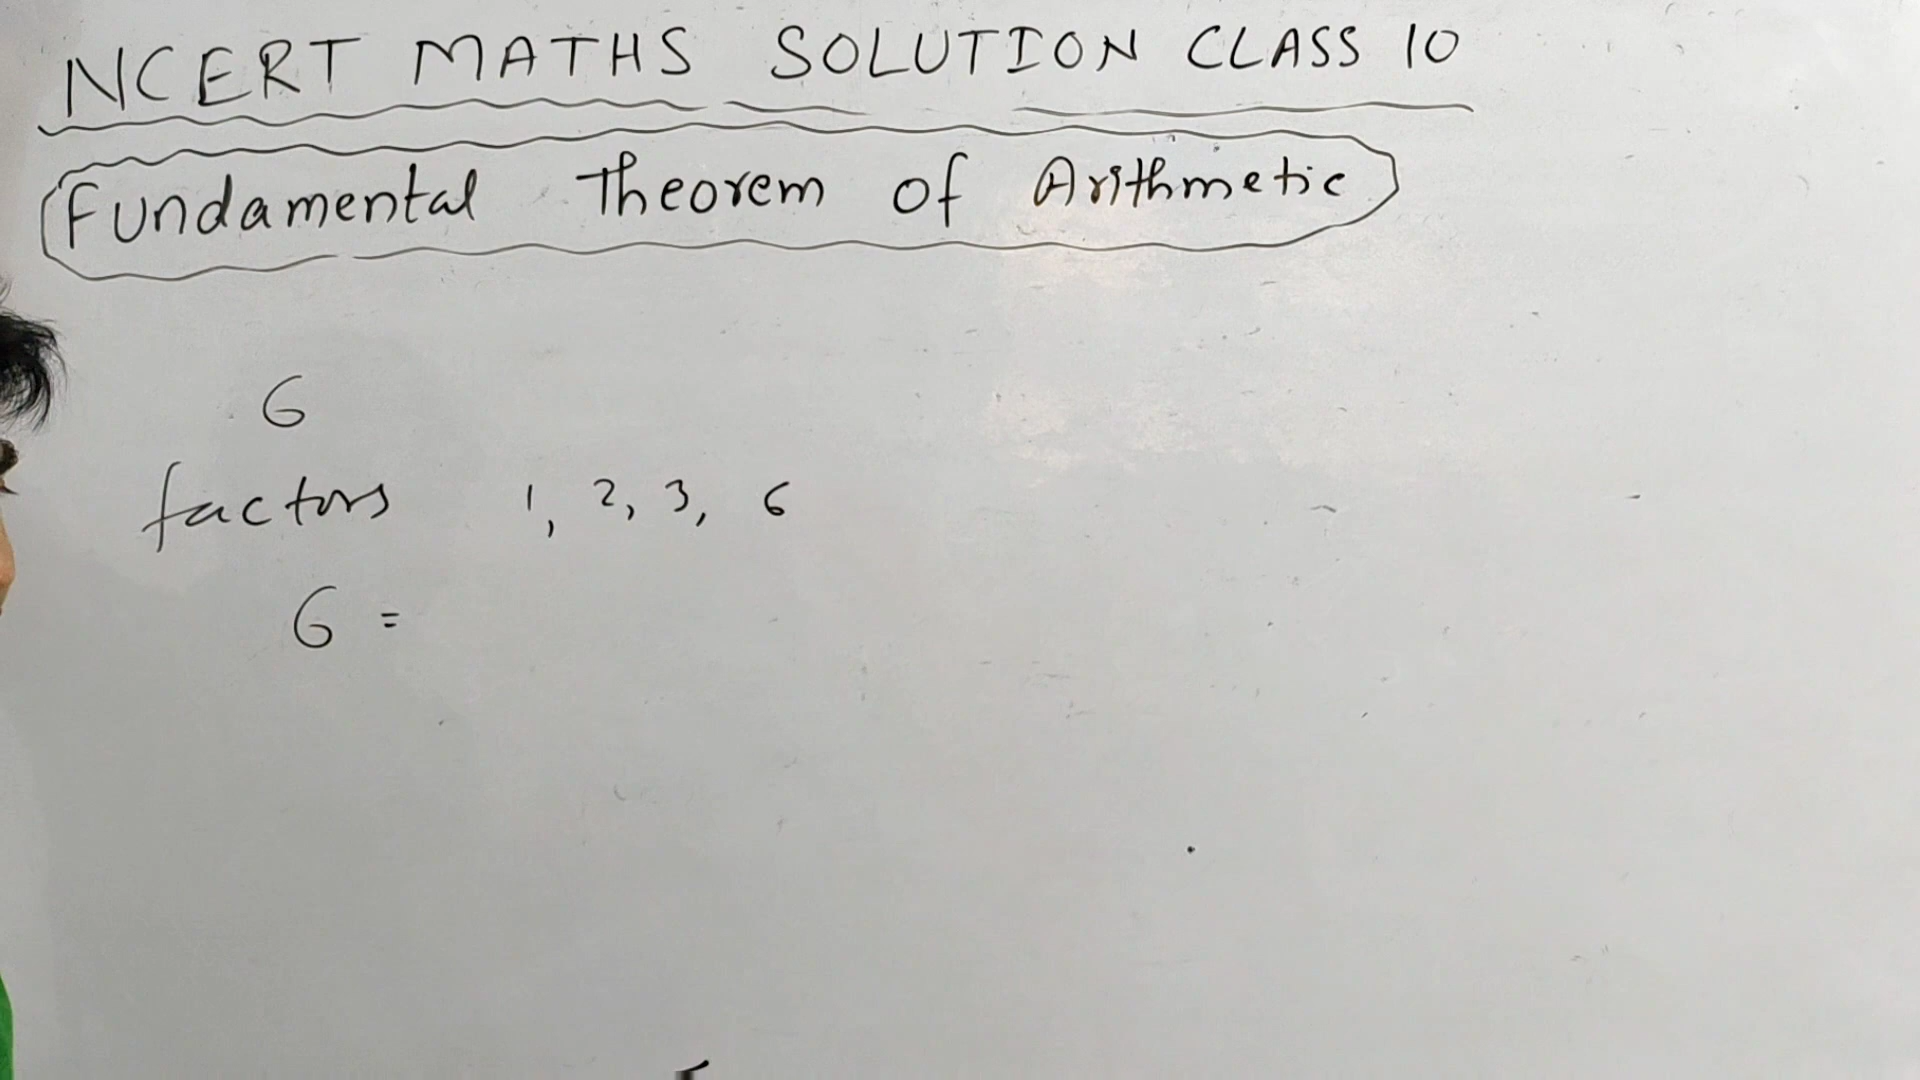 NCERT MATHS SOLUTION CLASS 10
Fundamental Theorem of Arithmetic
6
factors 1, 2, 3, 6
6 =